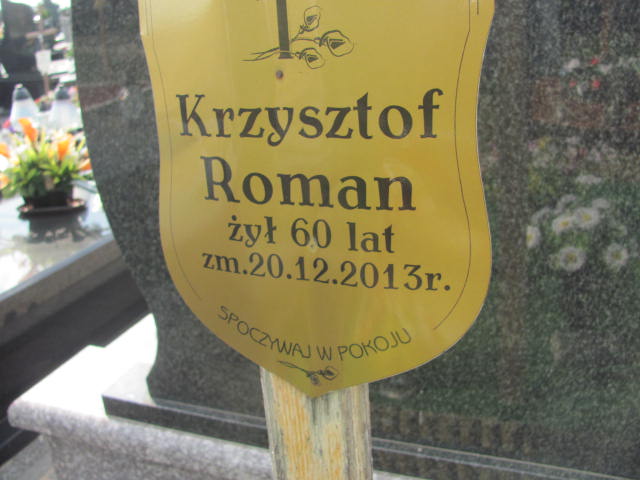 Krzysztof
Roman
żył 60 lat
zm.20.12.2013r.
SPOCZYWAJ W POKOJU